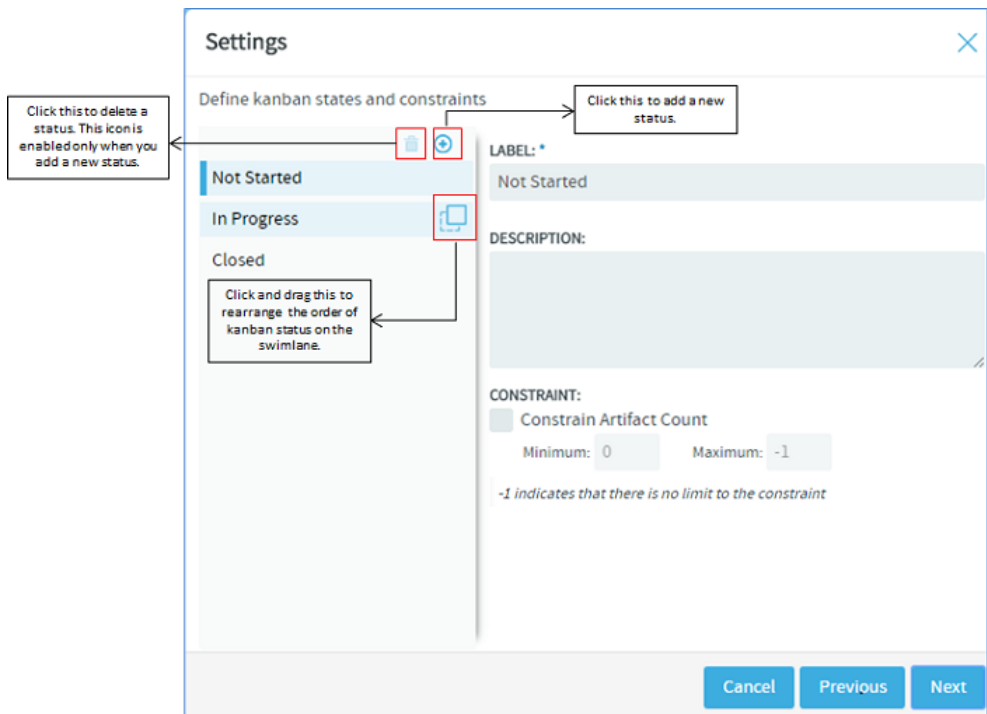 Settings
Define kanban states and constraints
Click this to delete a
status. This icon is
enabled only when you
add a new status.
Click this to add a new
status.
Not Started
In Progress
Closed
Click and drag this to
rearrange the order of
kanban status on the
swimlane.
LABEL: *
Not Started
DESCRIPTION:
CONSTRAINT:
Constrain Artifact Count
Minimum: 0 Maximum: -1
-1 indicates that there is no limit to the constraint
Cancel Previous Next